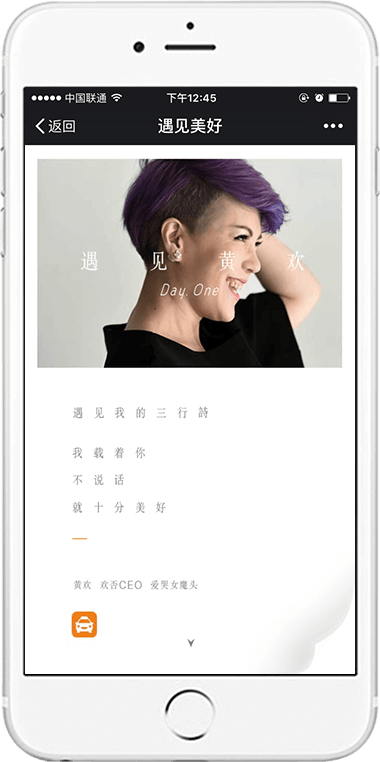 中国联通 下午12:45
返回 遇见美好
遇见黄欢
Day. One
遇见我的三行詩
我载着你
不说话
就十分美好
黄欢 欢否CEO 爱哭女魔头